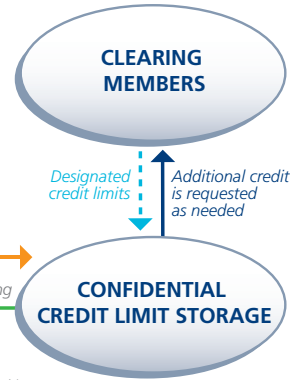 CLEARING
MEMBERS
Designated
credit limits
Additional credit
is requested
as needed
CONFIDENTIAL
CREDIT LIMIT STORAGE